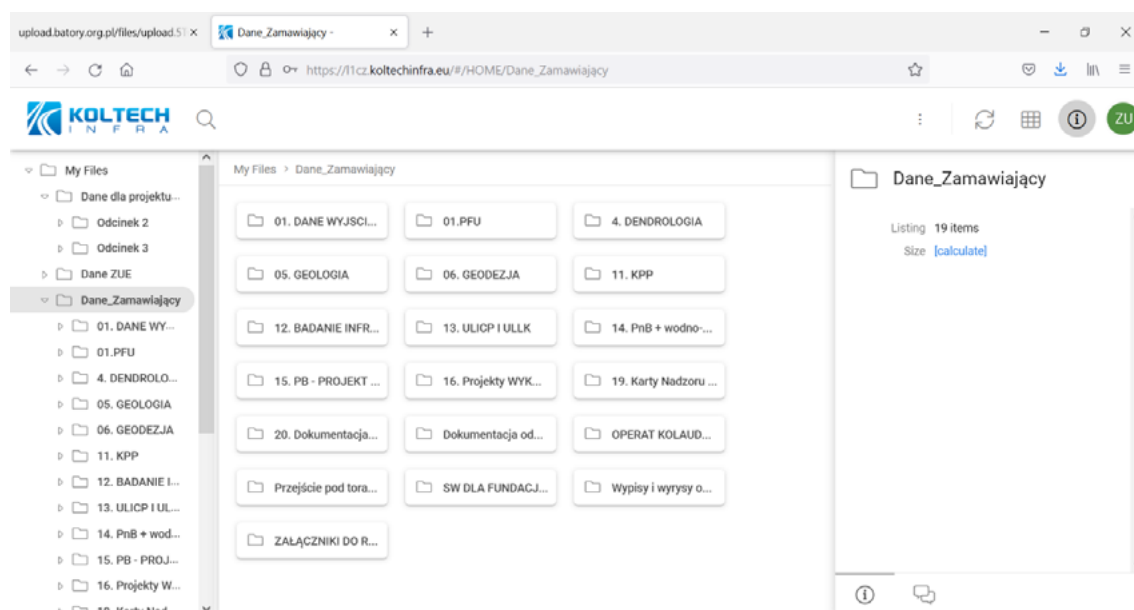 upload.batory.org.pl/files/upload.5T
Dane_Zamawiający -
https://l1cz.koltechinfra.eu/#/HOME/Dane_Zamawiający
KOLTECH
INFRA
ZU
My Files
Dane dla projektu...
Odcinek 2
Odcinek 3
Dane ZUE
Dane_Zamawiający
01. DANE WY...
01.PFU
4. DENDROLO...
05. GEOLOGIA
06. GEODEZJA
11. KPP
12. BADANIE I...
13. ULICP I UL...
14. PnB + wod...
15. PB - PROJ...
16. Projekty W...
My Files > Dane_Zamawiający
01. DANE WYJSCI... 01.PFU 4. DENDROLOGIA
05. GEOLOGIA 06. GEODEZJA 11. KPP
12. BADANIE INFR... 13. ULICP I ULLK 14. PnB + wodno-...
15. PB - PROJEKT ... 16. Projekty WYK... 19. Karty Nadzoru ...
20. Dokumentacja... Dokumentacja od... OPERAT KOLAUD...
Przejście pod tora... SW DLA FUNDACJ... Wypisy i wyrysy o...
ZAŁĄCZNIKI DO R...
Dane_Zamawiający
Listing 19 items
Size [calculate]